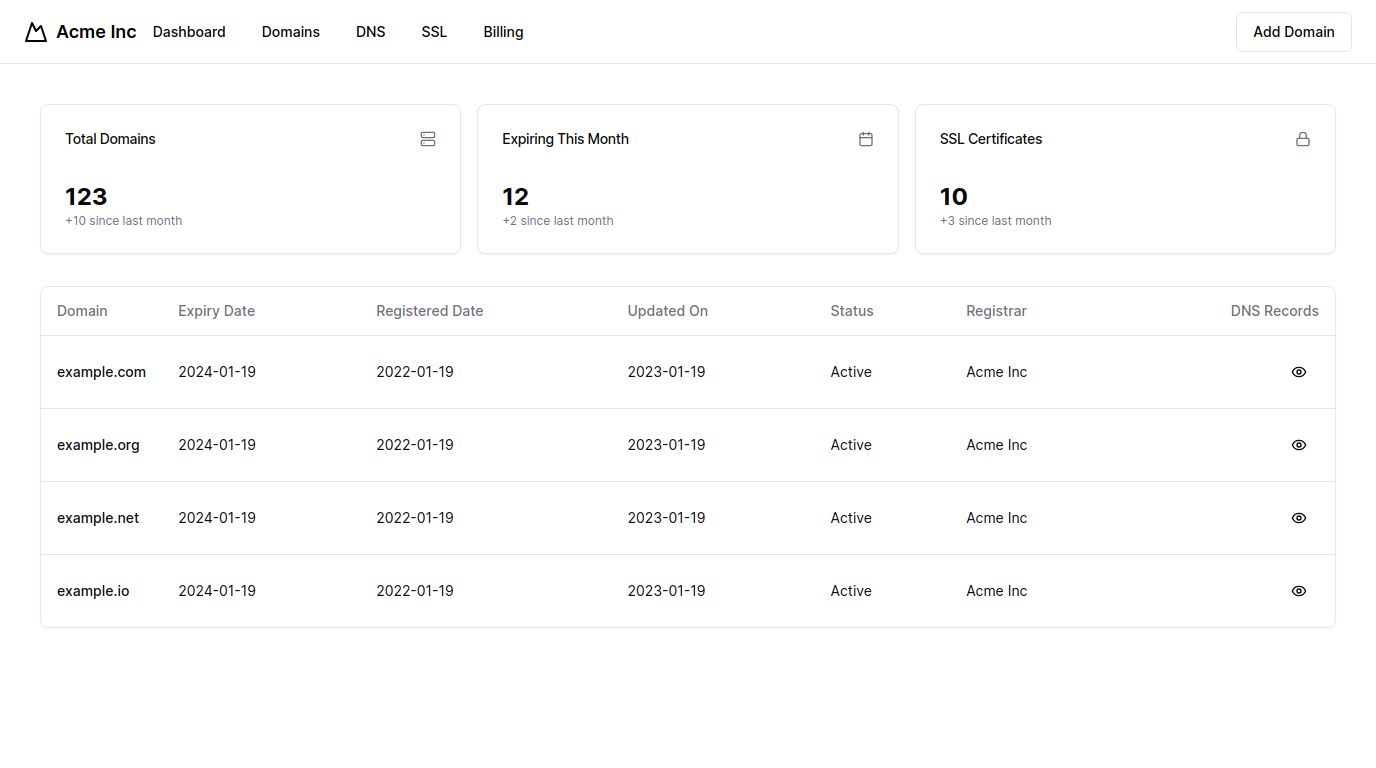 Acme Inc Dashboard Domains DNS SSL Billing Add Domain
Total Domains Expiring This Month SSL Certificates
123 12 10
+10 since last month +2 since last month +3 since last month
Domain Expiry Date Registered Date Updated On Status Registrar DNS Records
example.com 2024-01-19 2022-01-19 2023-01-19 Active Acme Inc
example.org 2024-01-19 2022-01-19 2023-01-19 Active Acme Inc
example.net 2024-01-19 2022-01-19 2023-01-19 Active Acme Inc
example.io 2024-01-19 2022-01-19 2023-01-19 Active Acme Inc